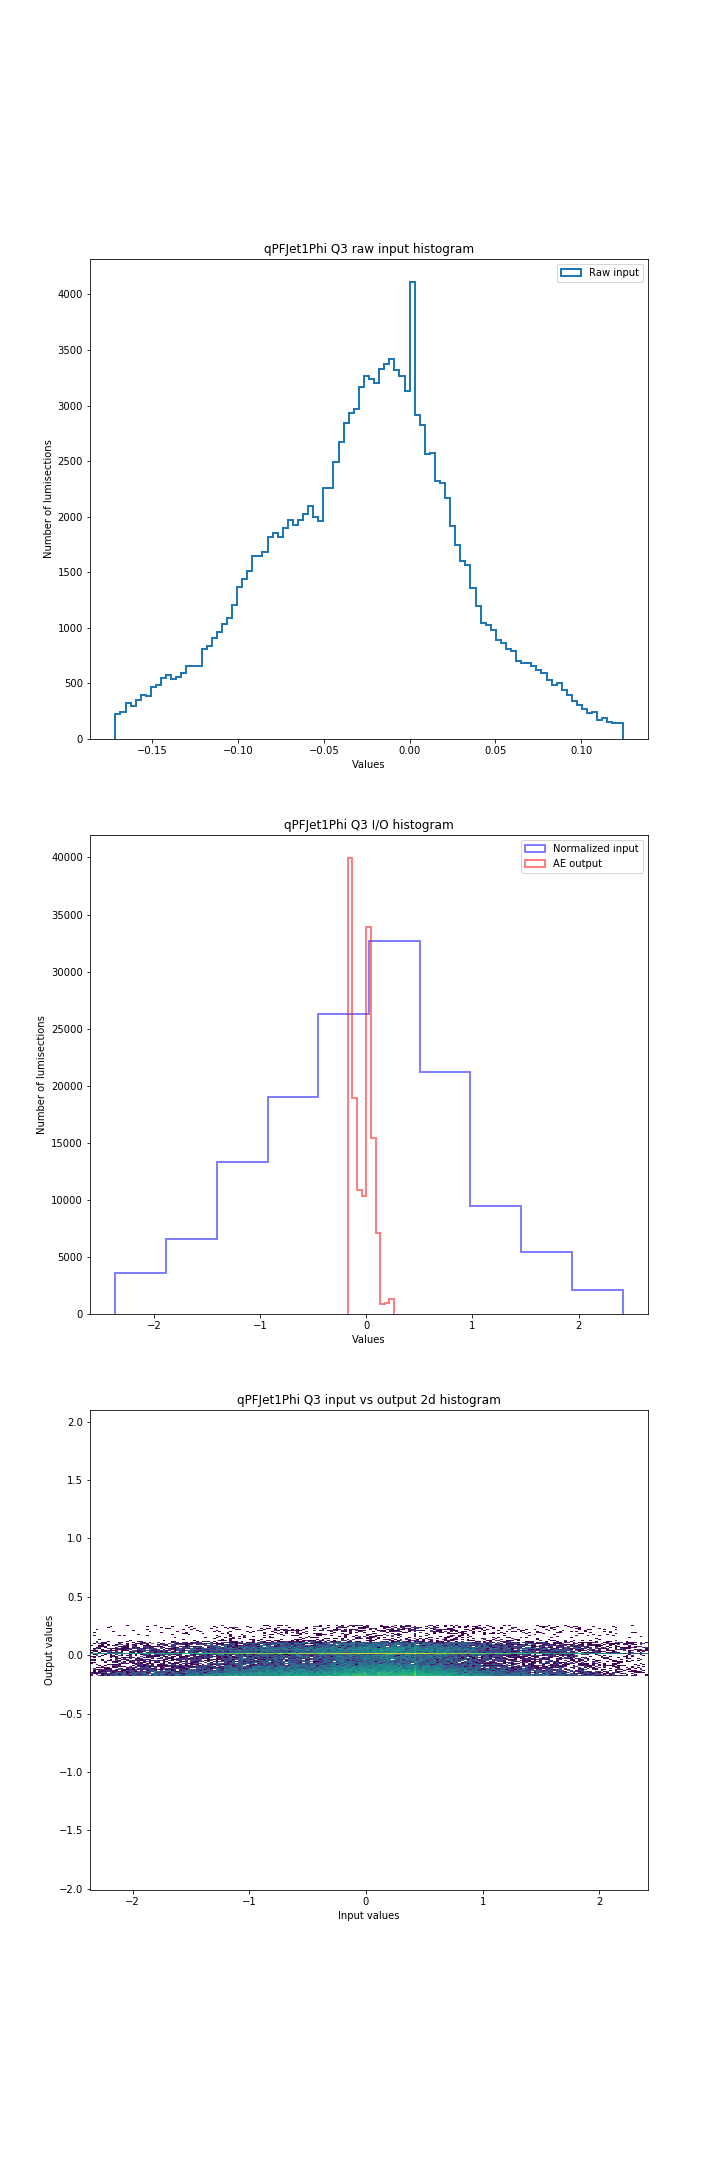 qPFJet1Phi Q3 raw input histogram
Raw input
4000
3500
3000
2500
2000
1500
1000
500
0
Number of lumisections
−0.15 −0.10 −0.05 0.00 0.05 0.10
Values
qPFJet1Phi Q3 I/O histogram
Normalized input
AE output
40000
35000
30000
25000
20000
15000
10000
5000
0
Number of lumisections
−2 −1 0 1 2
Values
qPFJet1Phi Q3 input vs output 2d histogram
2.0
1.5
1.0
0.5
0.0
−0.5
−1.0
−1.5
−2.0
Output values
−2 −1 0 1 2
Input values